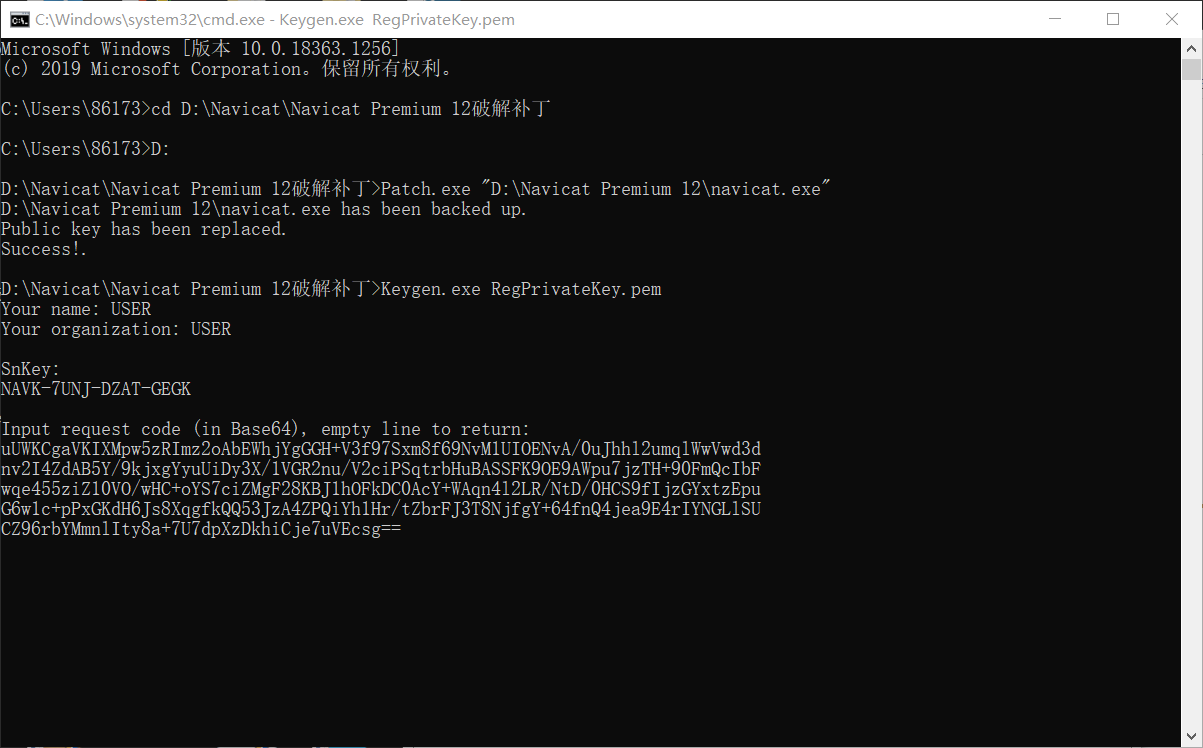 C:\Windows\system32\cmd.exe - Keygen.exe  RegPrivateKey.pem
Microsoft Windows [版本 10.0.18363.1256]
(c) 2019 Microsoft Corporation。保留所有权利。
C:\Users\86173>cd D:\Navicat\Navicat Premium 12破解补丁
C:\Users\86173>D:
D:\Navicat\Navicat Premium 12破解补丁>Patch.exe "D:\Navicat Premium 12\navicat.exe"
D:\Navicat Premium 12\navicat.exe has been backed up.
Public key has been replaced.
Success!.
D:\Navicat\Navicat Premium 12破解补丁>Keygen.exe RegPrivateKey.pem
Your name: USER
Your organization: USER
SnKey:
NAVK-7UNJ-DZAT-GEGK
Input request code (in Base64), empty line to return:
uUWKCgaVKIXMpw5zRImz2oAbEWhjYgGGH+V3f97Sxm8f69NvM1UIOENvA/0uJhhl2umqlWwVwd3d
nv2I4ZdAB5Y/9kjxgYyuUiDy3X/1VGR2nu/V2ciPSqtrbHuBASSFK9OE9AWpu7jzTH+90FmQcIbF
wqe455ziZ10VO/wHC+oYS7ciZMgF28KBJ1hOFkDC0AcY+WAqn4l2LR/NtD/0HCS9fIjzGYxtzEpu
G6w1c+pPxGKdH6Js8XqgfkQQ53JzA4ZPQiYh1Hr/tZbrFJ3T8NjfgY+64fnQ4jea9E4rIYNGLlSU
CZ96rbYMmnlIty8a+7U7dpXzDkhiCje7uVEcsg==